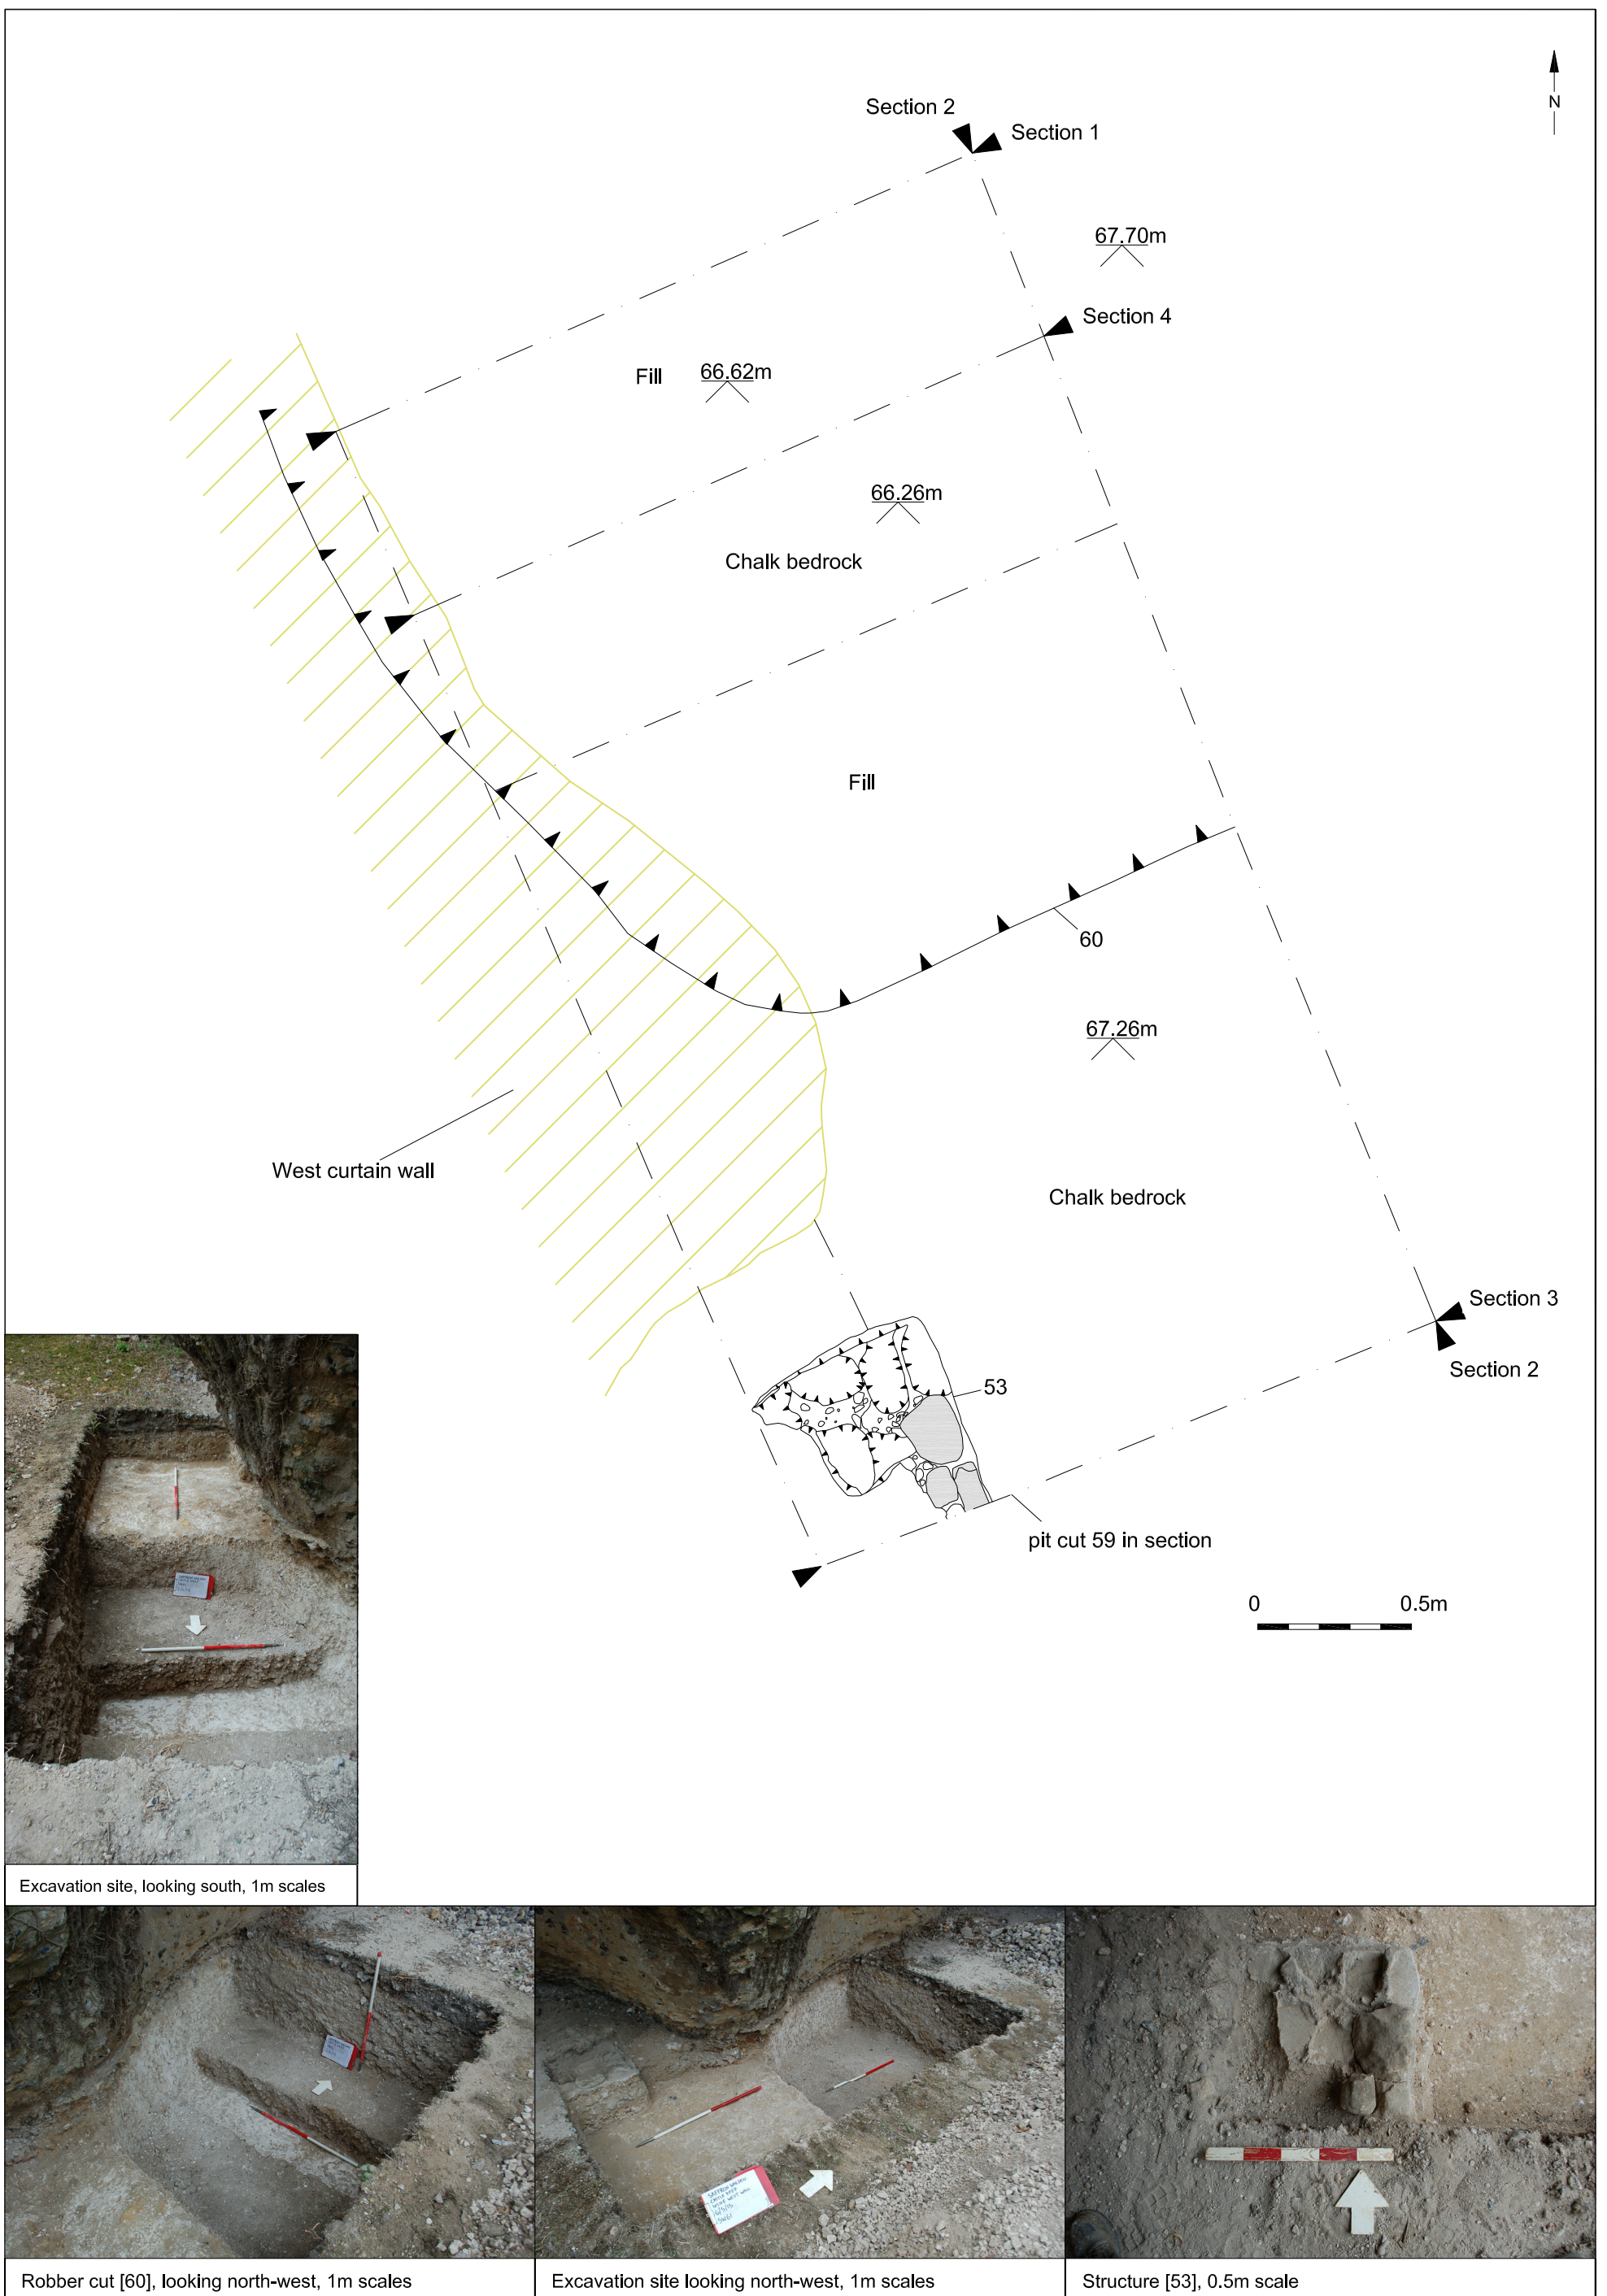 Section 2
Section 1
N
67.70m
Section 4
Fill
66.62m
66.26m
Chalk bedrock
Fill
60
67.26m
West curtain wall
Chalk bedrock
Section 3
Section 2
53
pit cut 59 in section
0
0.5m
Excavation site, looking south, 1m scales
Robber cut [60], looking north-west, 1m scales
Excavation site looking north-west, 1m scales
Structure [53], 0.5m scale